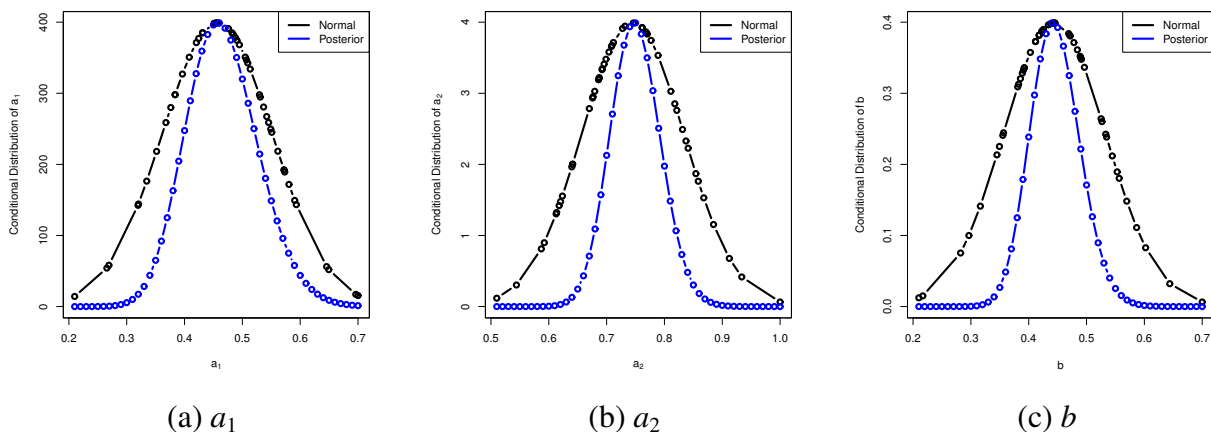 Conditional Distribution of a₁
400
300
200
100
0
Normal
Posterior
0.2 0.3 0.4 0.5 0.6 0.7
a₁
(a) a₁
Conditional Distribution of a₂
4
3
2
1
0
Normal
Posterior
0.5 0.6 0.7 0.8 0.9 1.0
a₂
(b) a₂
Conditional Distribution of b
0.4
0.3
0.2
0.1
0.0
Normal
Posterior
0.2 0.3 0.4 0.5 0.6 0.7
b
(c) b